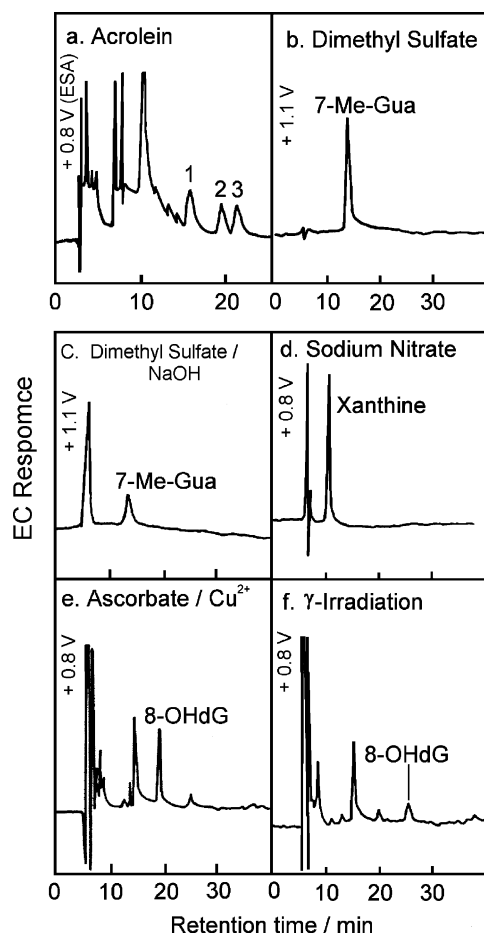 a. Acrolein
+ 0.8 V (ESA)
1
2 3
0 10 20
b. Dimethyl Sulfate
+ 1.1 V
7-Me-Gua
0 10 20 30
EC Respomce
C. Dimethyl Sulfate /
NaOH
+ 1.1 V
7-Me-Gua
d. Sodium Nitrate
+ 0.8 V
Xanthine
e. Ascorbate / Cu²⁺
+ 0.8 V
8-OHdG
0 10 20 30
f. γ-Irradiation
+ 0.8 V
8-OHdG
0 10 20 30
Retention time / min